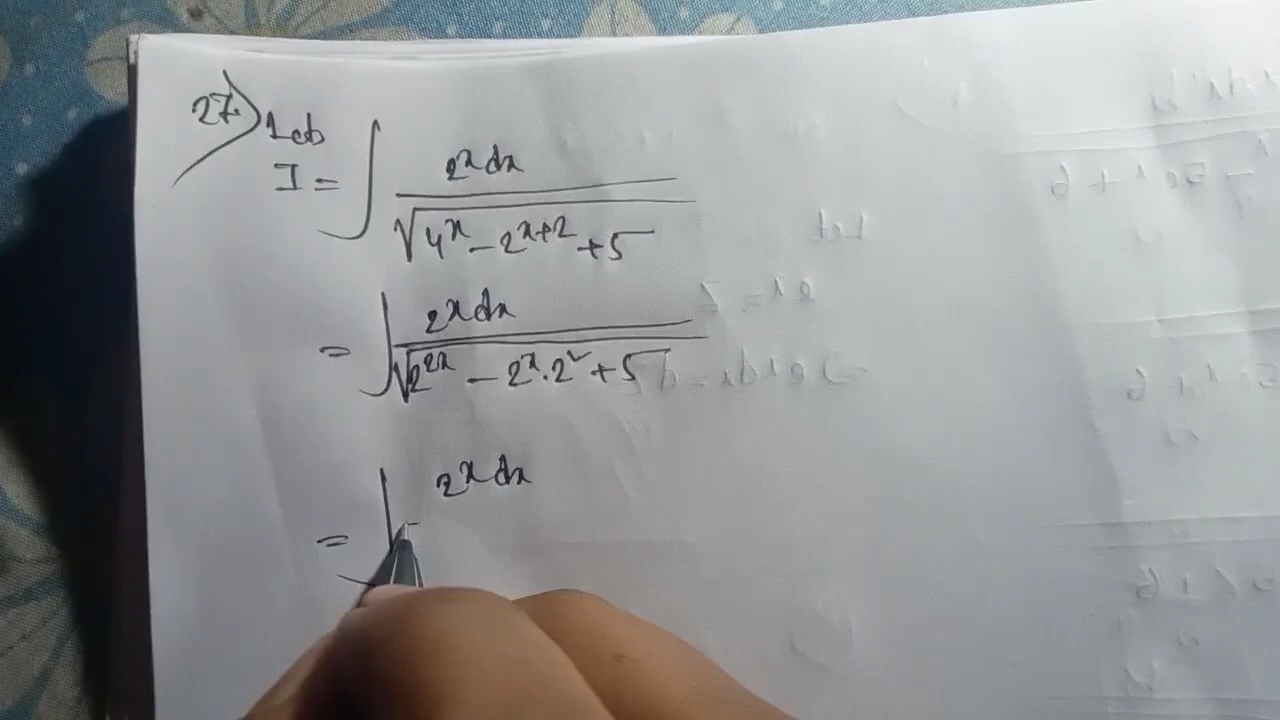 27.) Let
I = ∫ 2^x dx / √(4^x - 2^(x+2) + 5)
= ∫ 2^x dx / √(2^(2x) - 2^x · 2^2 + 5)
= ∫ 2^x dx